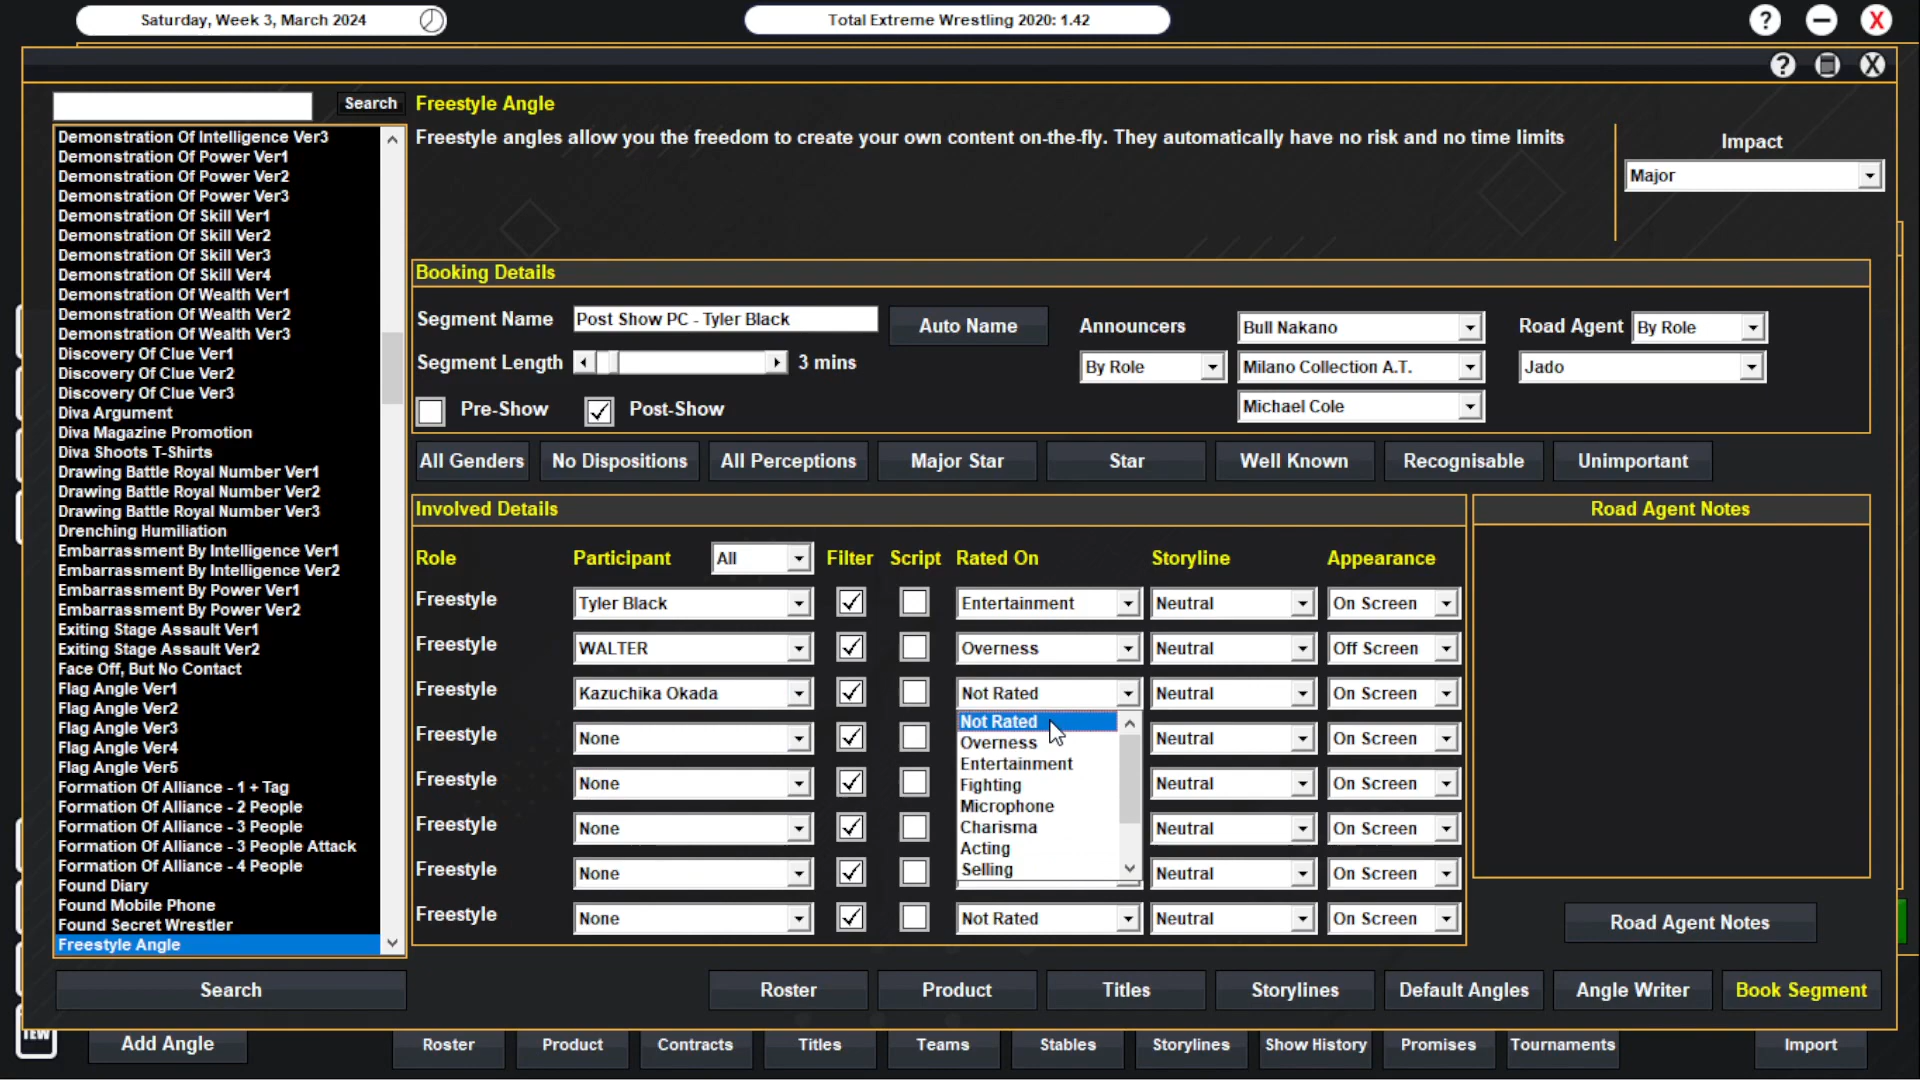 Saturday, Week 3, March 2024
Total Extreme Wrestling 2020: 1.42
?
X
?
X
Search
Freestyle Angle
Freestyle angles allow you the freedom to create your own content on-the-fly. They automatically have no risk and no time limits
Impact
Major
Demonstration Of Intelligence Ver3
Demonstration Of Power Ver1
Demonstration Of Power Ver2
Demonstration Of Power Ver3
Demonstration Of Skill Ver1
Demonstration Of Skill Ver2
Demonstration Of Skill Ver3
Demonstration Of Skill Ver4
Demonstration Of Wealth Ver1
Demonstration Of Wealth Ver2
Demonstration Of Wealth Ver3
Discovery Of Clue Ver1
Discovery Of Clue Ver2
Discovery Of Clue Ver3
Diva Argument
Diva Magazine Promotion
Diva Shoots T-Shirts
Drawing Battle Royal Number Ver1
Drawing Battle Royal Number Ver2
Drawing Battle Royal Number Ver3
Drenching Humiliation
Embarrassment By Intelligence Ver1
Embarrassment By Intelligence Ver2
Embarrassment By Power Ver1
Embarrassment By Power Ver2
Exiting Stage Assault Ver1
Exiting Stage Assault Ver2
Face Off, But No Contact
Flag Angle Ver1
Flag Angle Ver2
Flag Angle Ver3
Flag Angle Ver4
Flag Angle Ver5
Formation Of Alliance - 1 + Tag
Formation Of Alliance - 2 People
Formation Of Alliance - 3 People
Formation Of Alliance - 3 People Attack
Formation Of Alliance - 4 People
Found Diary
Found Mobile Phone
Found Secret Wrestler
Freestyle Angle
Search
Booking Details
Segment Name
Post Show PC - Tyler Black
Auto Name
Announcers
Bull Nakano
Road Agent
By Role
Segment Length
3 mins
By Role
Milano Collection A.T.
Jado
Pre-Show
Post-Show
Michael Cole
All Genders
No Dispositions
All Perceptions
Major Star
Star
Well Known
Recognisable
Unimportant
Involved Details
Road Agent Notes
Role
Participant
All
Filter
Script
Rated On
Storyline
Appearance
Freestyle
Tyler Black
Entertainment
Neutral
On Screen
Freestyle
WALTER
Overness
Neutral
Off Screen
Freestyle
Kazuchika Okada
Not Rated
Neutral
On Screen
Not Rated
Overness
Entertainment
Fighting
Microphone
Charisma
Acting
Selling
Freestyle
None
Neutral
On Screen
Freestyle
None
Neutral
On Screen
Freestyle
None
Neutral
On Screen
Freestyle
None
Neutral
On Screen
Freestyle
None
Not Rated
Neutral
On Screen
Road Agent Notes
Roster
Product
Titles
Storylines
Default Angles
Angle Writer
Book Segment
TEW
Add Angle
Roster
Product
Contracts
Titles
Teams
Stables
Storylines
Show History
Promises
Tournaments
Import